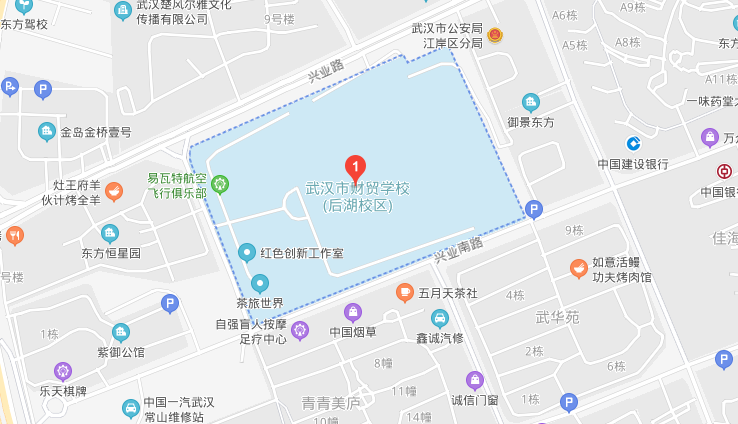 武汉楚风尔雅文化
传播有限公司
9号楼
东方驾校
武汉市公安局
江岸区分局
A6栋
A9栋
A5栋
A8栋
A11栋
兴业路
P
P
金岛金桥壹号
御景东方
一味药堂
中国建设银行
灶王府羊
伙计烤全羊
易瓦特航空
飞行俱乐部
1
武汉市财贸学校
(后湖校区)
中国银行
P
东方恒星园
号楼
红色创新工作室
兴业南路
9栋
佳海
如意活鳗
功夫烤肉馆
茶旅世界
五月天茶社
4栋
武华苑
P
自强盲人按摩
足疗中心
中国烟草
鑫诚汽修
1栋
紫御公馆
2栋
P
8幢
6栋
乐天棋牌
11幢
诚信门窗
中国一汽武汉
常山维修站
青青美庐
1栋
P
10幢
14幢